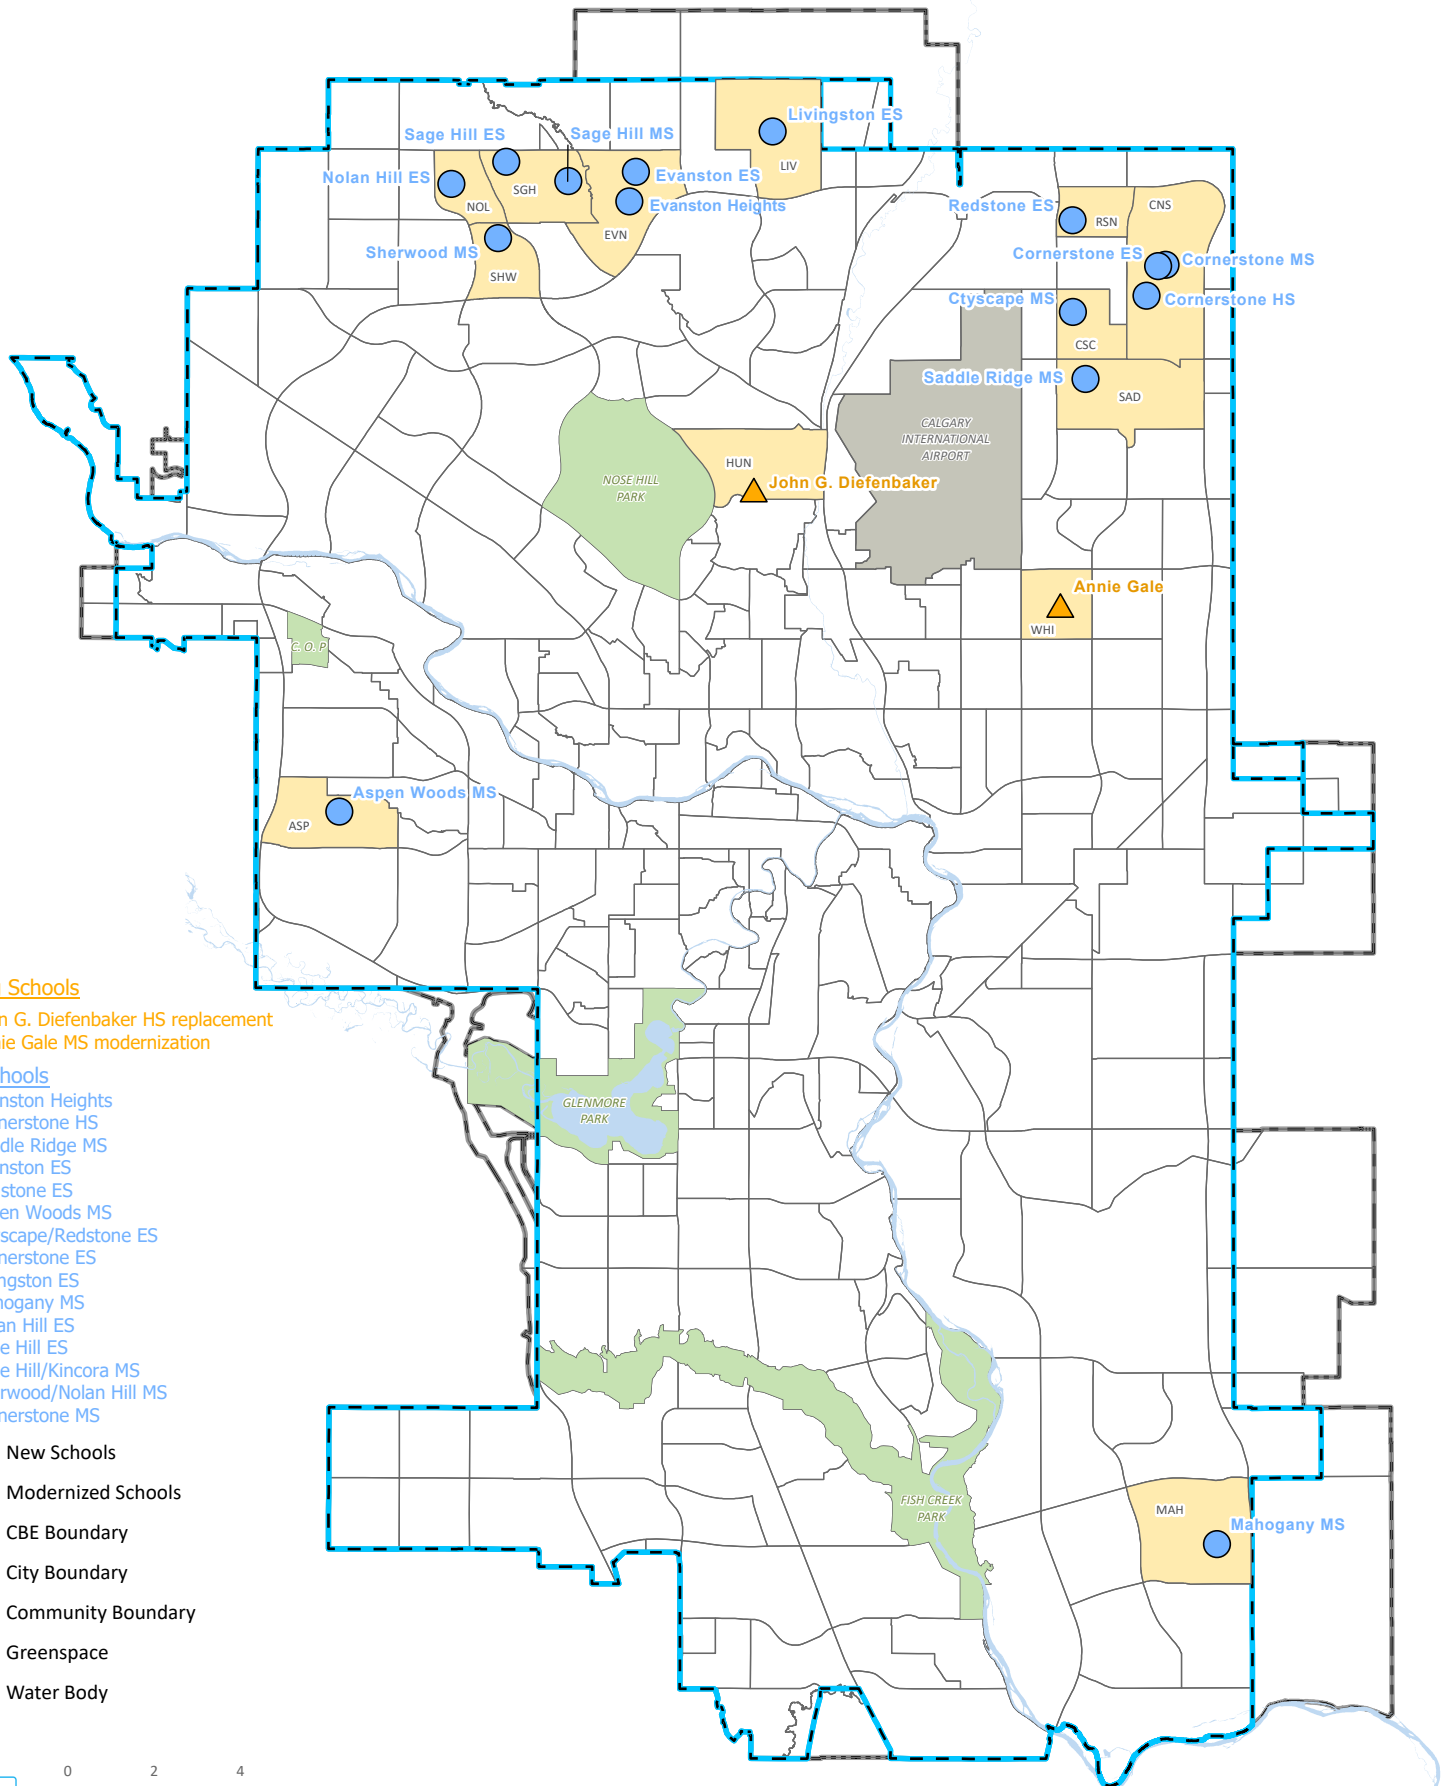 Livingston ES
LIV
Sage Hill ES
Sage Hill MS
Nolan Hill ES
SGH
NOL
Evanston ES
Evanston Heights
EVN
Sherwood MS
SHW
Redstone ES
RSN
CNS
Cornerstone ES
Cornerstone MS
Cornerstone HS
Ctyscape MS
CSC
Saddle Ridge MS
SAD
CALGARY
INTERNATIONAL
AIRPORT
HUN
John G. Diefenbaker
NOSE HILL
PARK
Annie Gale
WHI
C. O. P
Aspen Woods MS
ASP
Schools
n G. Diefenbaker HS replacement
nie Gale MS modernization
hools
nston Heights
nerstone HS
dle Ridge MS
nston ES
stone ES
en Woods MS
scape/Redstone ES
nerstone ES
ngston ES
hogany MS
an Hill ES
e Hill ES
e Hill/Kincora MS
rwood/Nolan Hill MS
nerstone MS
New Schools
Modernized Schools
CBE Boundary
City Boundary
Community Boundary
Greenspace
Water Body
0 2 4
GLENMORE
PARK
FISH CREEK
PARK
MAH
Mahogany MS